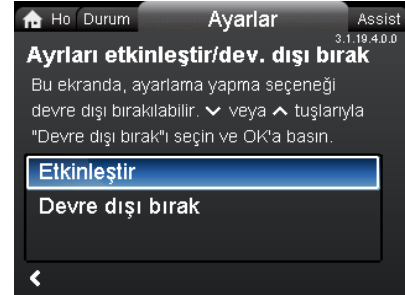 Ho Durum Ayarlar Assist
3.1.19.4.0.0
Ayrları etkinleştir/dev. dışı bırak
Bu ekranda, ayarlama yapma seçeneği
devre dışı bırakılabilir. veya tuşlarıyla
"Devre dışı bırak"ı seçin ve OK'a basın.
Etkinleştir
Devre dışı bırak